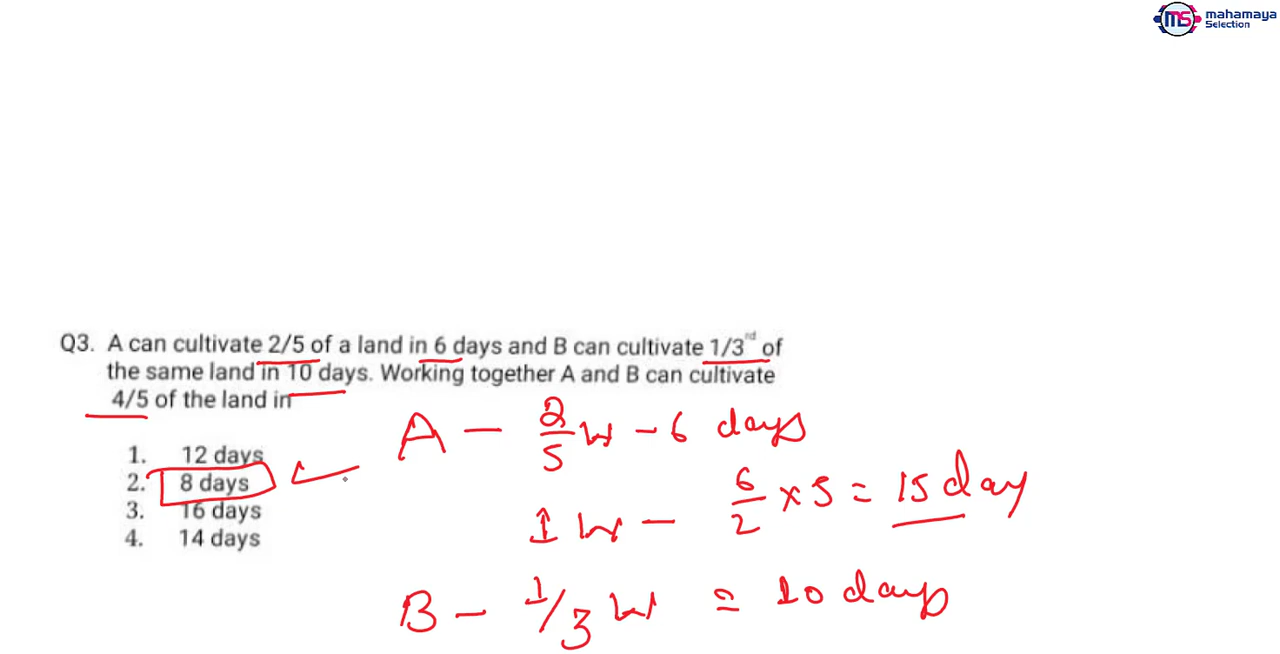 mahamaya
Selection
Q3. A can cultivate 2/5 of a land in 6 days and B can cultivate 1/3rd of
the same land in 10 days. Working together A and B can cultivate
4/5 of the land in
1. 12 days
2. 8 days
3. 16 days
4. 14 days
A - 2/5 W - 6 days
1 W - 6/2 x 5 = 15 day
B - 1/3 W = 10 days